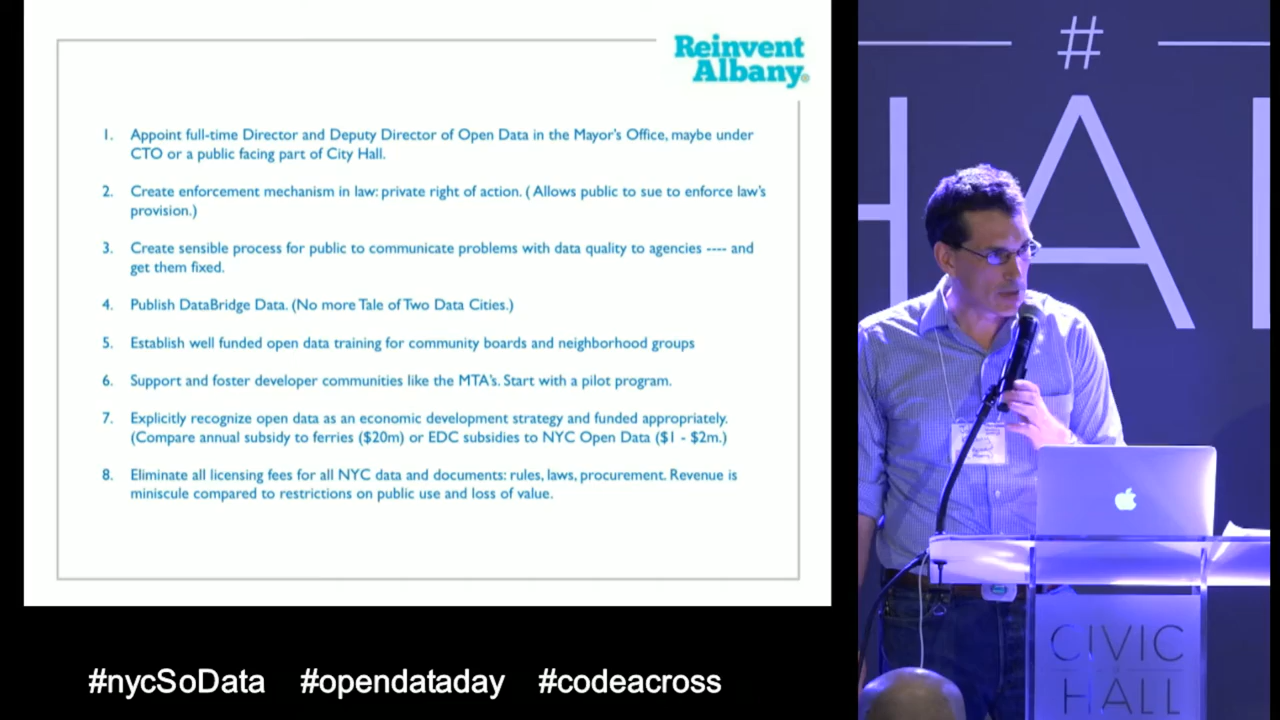 Reinvent
Albany
1. Appoint full-time Director and Deputy Director of Open Data in the Mayor's Office, maybe under
CTO or a public facing part of City Hall.
2. Create enforcement mechanism in law: private right of action. ( Allows public to sue to enforce law's
provision.)
3. Create sensible process for public to communicate problems with data quality to agencies ---- and
get them fixed.
4. Publish DataBridge Data. (No more Tale of Two Data Cities.)
5. Establish well funded open data training for community boards and neighborhood groups
6. Support and foster developer communities like the MTA's. Start with a pilot program.
7. Explicitly recognize open data as an economic development strategy and funded appropriately.
(Compare annual subsidy to ferries ($20m) or EDC subsidies to NYC Open Data ($1 - $2m.)
8. Eliminate all licensing fees for all NYC data and documents: rules, laws, procurement. Revenue is
miniscule compared to restrictions on public use and loss of value.
#nycSoData #opendataday #codeacross
#
HA
CIVIC
HALL